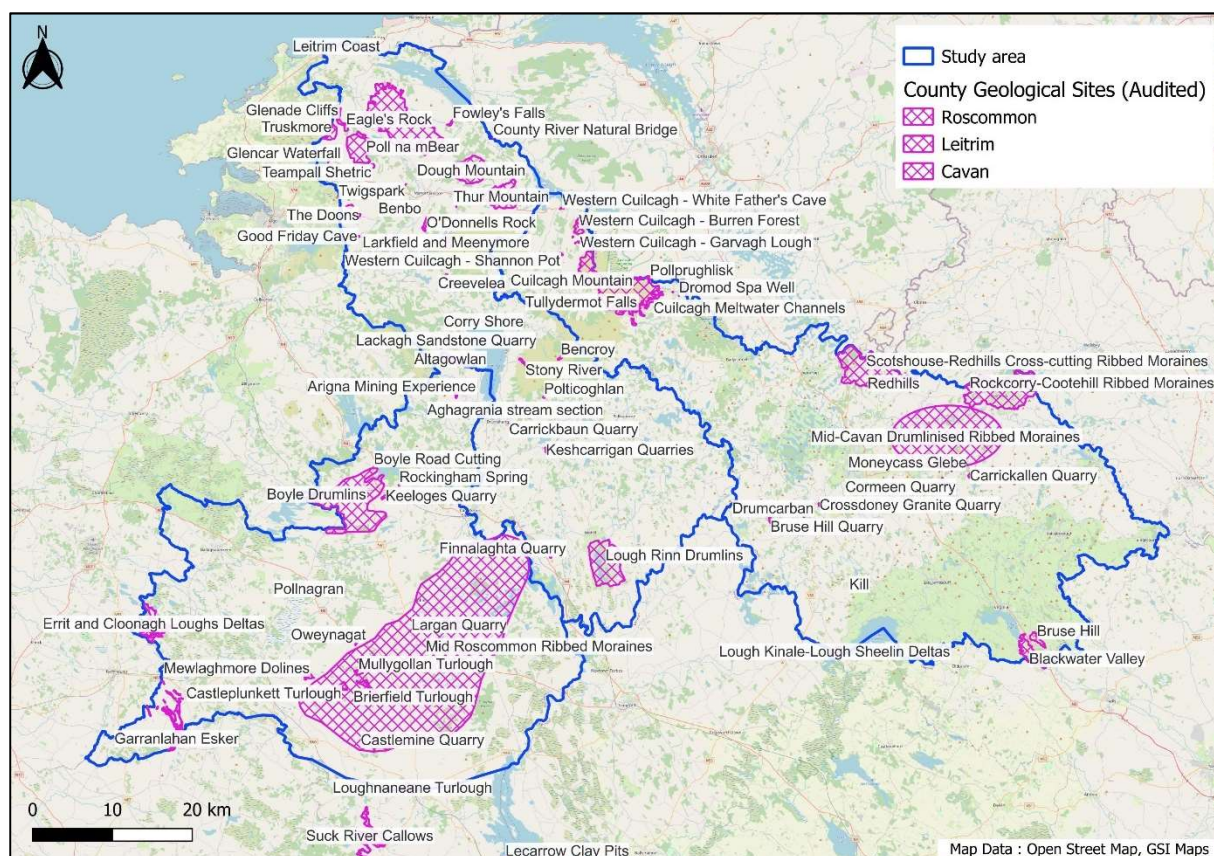 N
Leitrim Coast
Study area
County Geological Sites (Audited)
Roscommon
Leitrim
Cavan
Glenade Cliffs
Eagle's Rock
Fowley's Falls
Truskmore
County River Natural Bridge
Glencar Waterfall
Poll na mBear
Teampall Shetric
Dough Mountain
Twigspark
Thur Mountain
Western Cuilcagh - White Father's Cave
Benbo
The Doons
O'Donnells Rock
Western Cuilcagh - Burren Forest
Good Friday Cave
Larkfield and Meenymore
Western Cuilcagh - Garvagh Lough
Western Cuilcagh - Shannon Pot
Creevelea
Cuilcagh Mountain
Pollprughlisk
Dromod Spa Well
Tullydermot Falls
Cuilcagh Meltwater Channels
Corry Shore
Lackagh Sandstone Quarry
Bencroy
Altagowlan
Stony River
Scotshouse-Redhills Cross-cutting Ribbed Moraines
Arigna Mining Experience
Polticoghlan
Redhills
Rockcorry-Cootehill Ribbed Moraines
Aghagrania stream section
Carrickbaun Quarry
Mid-Cavan Drumlinised Ribbed Moraines
Keshcarrigan Quarries
Boyle Road Cutting
Moneycass Glebe
Rockingham Spring
Carrickallen Quarry
Boyle Drumlins
Keeloges Quarry
Cormeen Quarry
Drumcarban
Crossdoney Granite Quarry
Bruse Hill Quarry
Finnalaghta Quarry
Lough Rinn Drumlins
Pollnagran
Kill
Errit and Cloonagh Loughs Deltas
Largan Quarry
Oweynagat
Bruse Hill
Mid Roscommon Ribbed Moraines
Lough Kinale-Lough Sheelin Deltas
Blackwater Valley
Mewlaghmore Dolines
Mullygollan Turlough
Castleplunkett Turlough
Brierfield Turlough
Garranlahan Esker
Castlemine Quarry
Loughnaneane Turlough
0 10 20 km
Suck River Callows
Lecarrow Clay Pits
Map Data : Open Street Map, GSI Maps